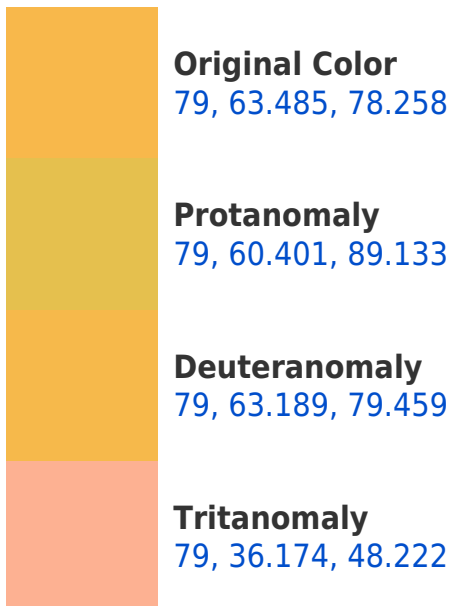 Original Color
79, 63.485, 78.258
Protanomaly
79, 60.401, 89.133
Deuteranomaly
79, 63.189, 79.459
Tritanomaly
79, 36.174, 48.222